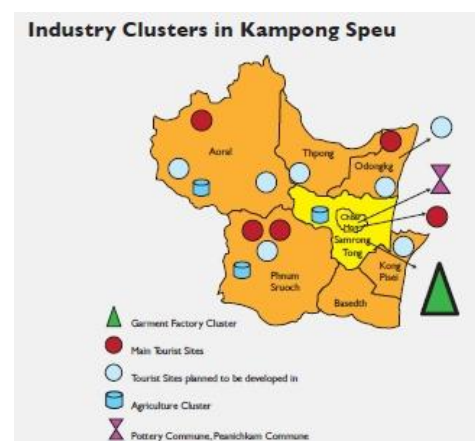 Industry Clusters in Kampong Speu
Aoral
Thpong
Odongkg
Samrong
Tong
Kong
Pisei
Phnum
Sruoch
Basedth
Garment Factory Cluster
Main Tourist Sites
Tourist Sites planned to be developed in
Agriculture Cluster
Pottery Commune, Peanichkam Commune